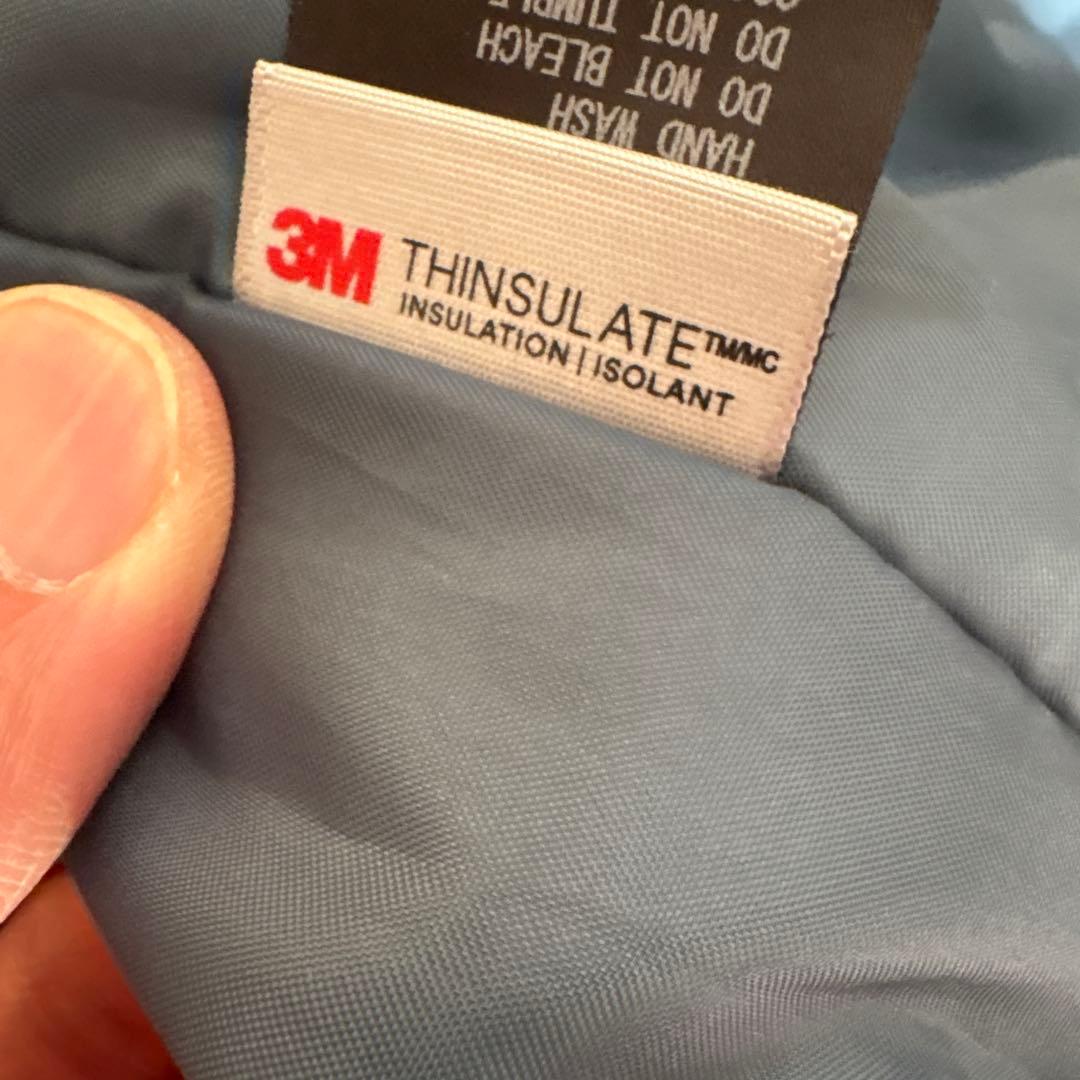 3M THINSULATE™/MC
INSULATION | ISOLANT
HAND WASH
DO NOT BLEACH
DO NOT TUMBLE